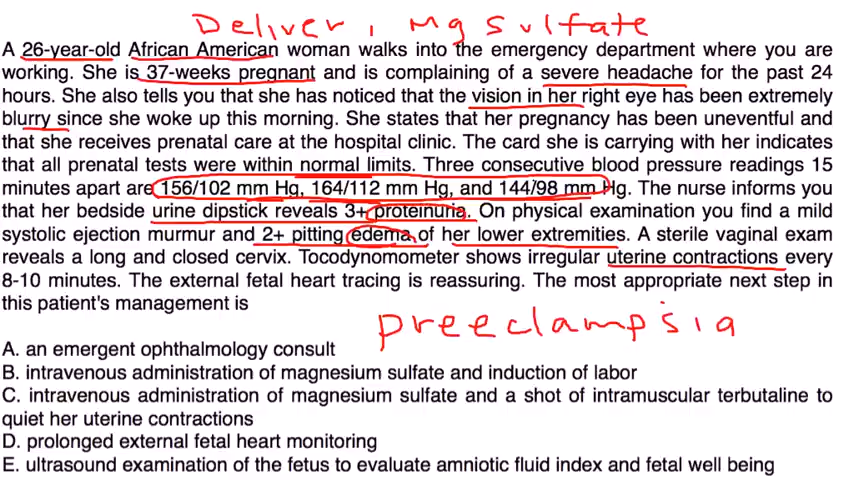 Deliver, Mg sulfate
A 26-year-old African American woman walks into the emergency department where you are
working. She is 37-weeks pregnant and is complaining of a severe headache for the past 24
hours. She also tells you that she has noticed that the vision in her right eye has been extremely
blurry since she woke up this morning. She states that her pregnancy has been uneventful and
that she receives prenatal care at the hospital clinic. The card she is carrying with her indicates
that all prenatal tests were within normal limits. Three consecutive blood pressure readings 15
minutes apart are 156/102 mm Hg, 164/112 mm Hg, and 144/98 mm Hg. The nurse informs you
that her bedside urine dipstick reveals 3+ proteinuria. On physical examination you find a mild
systolic ejection murmur and 2+ pitting edema of her lower extremities. A sterile vaginal exam
reveals a long and closed cervix. Tocodynomometer shows irregular uterine contractions every
8-10 minutes. The external fetal heart tracing is reassuring. The most appropriate next step in
this patient's management is
preeclampsia
A. an emergent ophthalmology consult
B. intravenous administration of magnesium sulfate and induction of labor
C. intravenous administration of magnesium sulfate and a shot of intramuscular terbutaline to
quiet her uterine contractions
D. prolonged external fetal heart monitoring
E. ultrasound examination of the fetus to evaluate amniotic fluid index and fetal well being